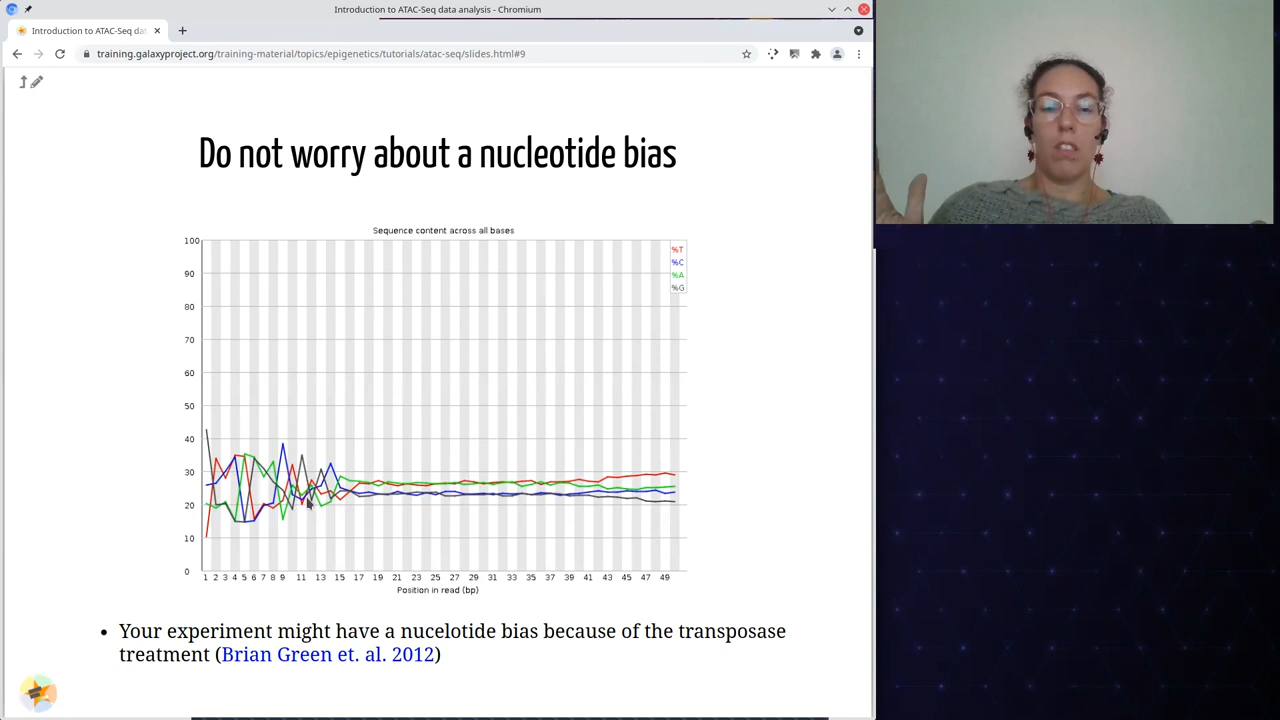 Introduction to ATAC-Seq data analysis - Chromium
Introduction to ATAC-Seq dat
training.galaxyproject.org/training-material/topics/epigenetics/tutorials/atac-seq/slides.html#9
Do not worry about a nucleotide bias
Sequence content across all bases
%T
%C
%A
%G
100
90
80
70
60
50
40
30
20
10
0
1 2 3 4 5 6 7 8 9 11 13 15 17 19 21 23 25 27 29 31 33 35 37 39 41 43 45 47 49
Position in read (bp)
• Your experiment might have a nucelotide bias because of the transposase
treatment (Brian Green et. al. 2012)